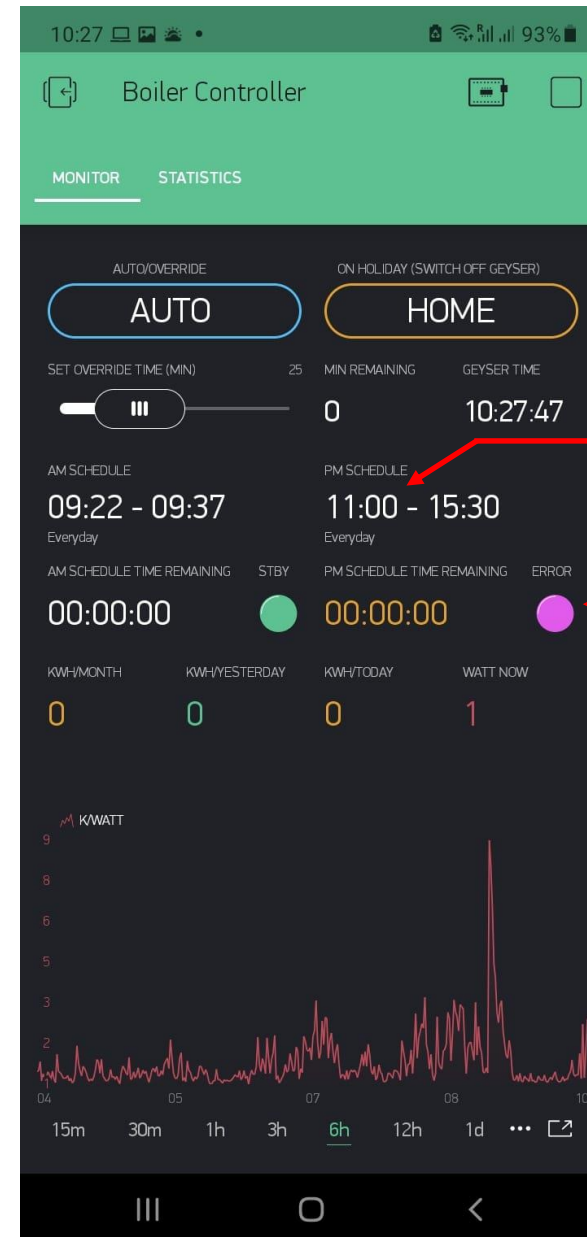 10:27 93%
Boiler Controller
MONITOR STATISTICS
AUTO/OVERRIDE ON HOLIDAY (SWITCH OFF GEYSER)
AUTO HOME
SET OVERRIDE TIME (MIN) 25 MIN REMAINING GEYSER TIME
0 10:27:47
AM SCHEDULE PM SCHEDULE
09:22 - 09:37 11:00 - 15:30
Everyday Everyday
AM SCHEDULE TIME REMAINING STBY PM SCHEDULE TIME REMAINING ERROR
00:00:00 00:00:00
KWH/MONTH KWH/YESTERDAY KWH/TODAY WATT NOW
0 0 0 1
K/WATT
9
8
6
5
3
2
04 05 07 08 10
15m 30m 1h 3h 6h 12h 1d •••